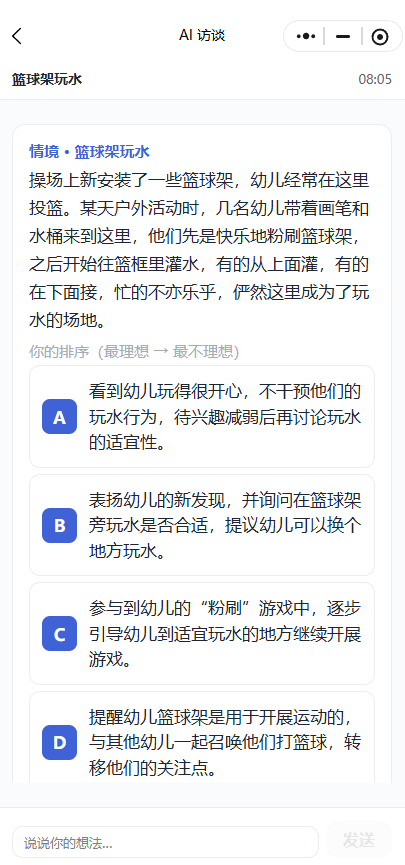 AI 访谈
篮球架玩水 08:05
情境 • 篮球架玩水
操场上新安装了一些篮球架，幼儿经常在这里
投篮。某天户外活动时，几名幼儿带着画笔和
水桶来到这里，他们先是快乐地粉刷篮球架，
之后开始往篮框里灌水，有的从上面灌，有的
在下面接，忙的不亦乐乎，俨然这里成为了玩
水的场地。
你的排序（最理想 → 最不理想）
A
看到幼儿玩得很开心，不干预他们的
玩水行为，待兴趣减弱后再讨论玩水
的适宜性。
B
表扬幼儿的新发现，并询问在篮球架
旁玩水是否合适，提议幼儿可以换个
地方玩水。
C
参与到幼儿的“粉刷”游戏中，逐步
引导幼儿到适宜玩水的地方继续开展
游戏。
D
提醒幼儿篮球架是用于开展运动的，
与其他幼儿一起召唤他们打篮球，转
移他们的关注点。
说说你的想法... 发送